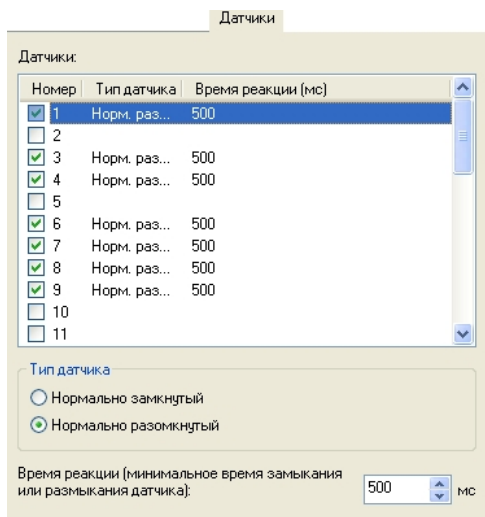 Датчики
Датчики:
Номер Тип датчика Время реакции (мс)
1 Норм. раз... 500
2
3 Норм. раз... 500
4 Норм. раз... 500
5
6 Норм. раз... 500
7 Норм. раз... 500
8 Норм. раз... 500
9 Норм. раз... 500
10
11
Тип датчика
Нормально замкнутый
Нормально разомкнутый
Время реакции (минимальное время замыкания
или размыкания датчика): 500 мс